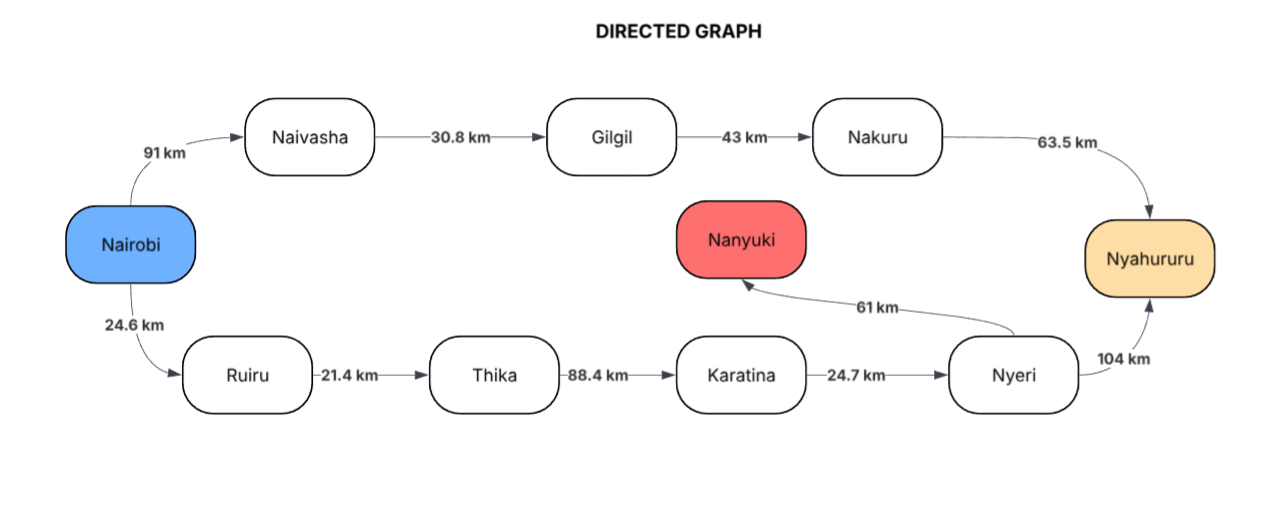 DIRECTED GRAPH
Naivasha
30.8 km
Gilgil
43 km
Nakuru
63.5 km
91 km
Nairobi
Nanyuki
Nyahururu
61 km
24.6 km
104 km
Ruiru
21.4 km
Thika
88.4 km
Karatina
24.7 km
Nyeri